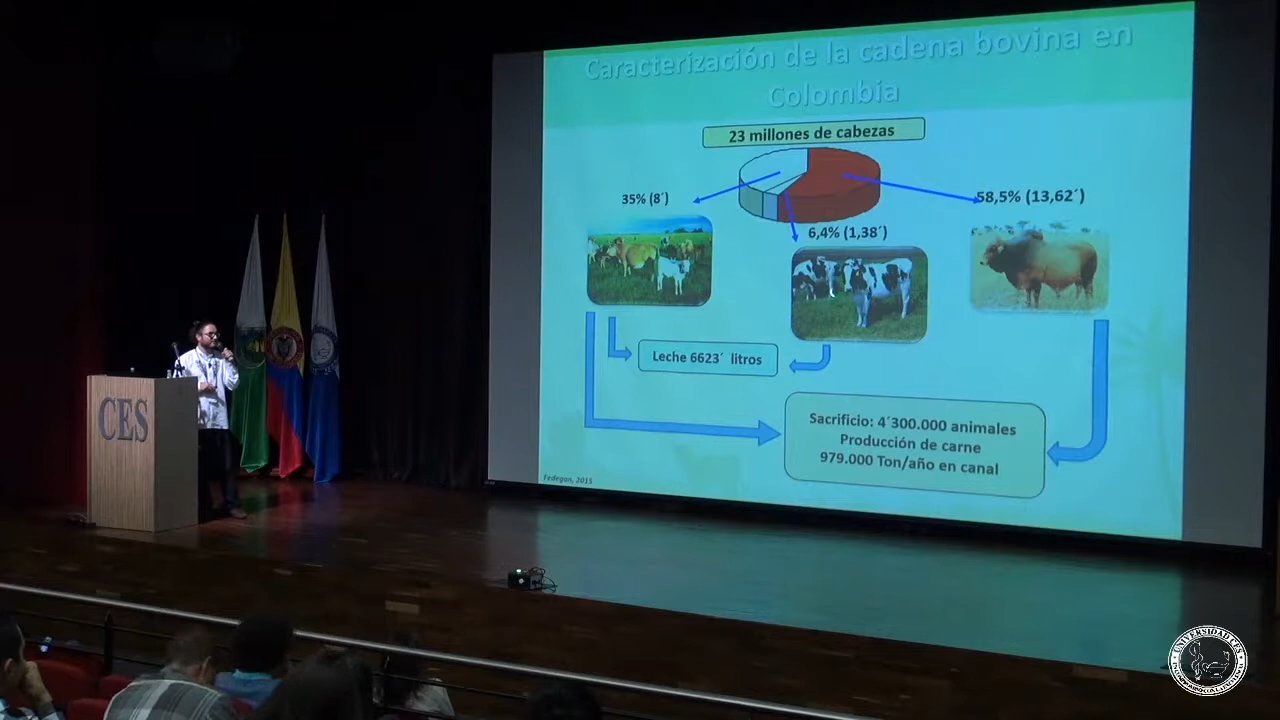 Caracterización de la cadena bovina en
Colombia
23 millones de cabezas
35% (8´)
58,5% (13,62´)
6,4% (1,38´)
Leche 6623´ litros
Sacrificio: 4´300.000 animales
Producción de carne
979.000 Ton/año en canal
Fedegan, 2015
CES
UNIVERSIDAD CES